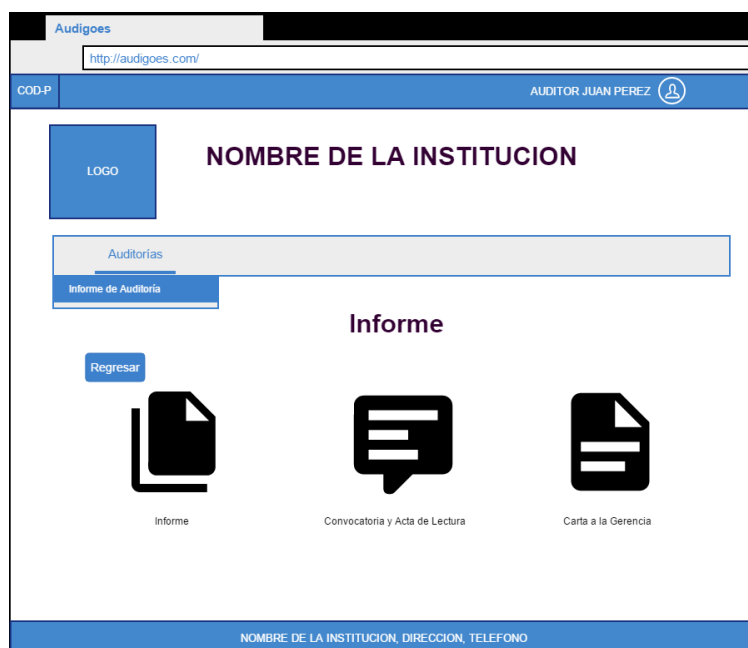 Audigoes
http://audigoes.com/
COD-P
AUDITOR JUAN PEREZ
LOGO
NOMBRE DE LA INSTITUCION
Auditorías
Informe de Auditoría
Informe
Regresar
Informe
Convocatoria y Acta de Lectura
Carta a la Gerencia
NOMBRE DE LA INSTITUCION, DIRECCION, TELEFONO